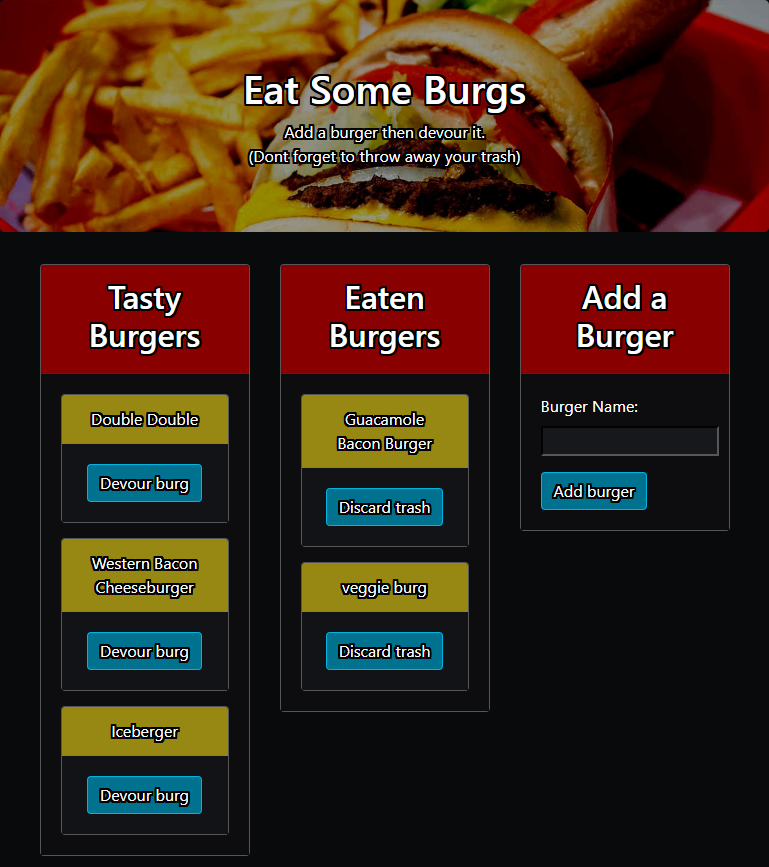 Eat Some Burgs
Add a burger then devour it.
(Dont forget to throw away your trash)
Tasty
Burgers
Double Double
Devour burg
Western Bacon
Cheeseburger
Devour burg
Iceberger
Devour burg
Eaten
Burgers
Guacamole
Bacon Burger
Discard trash
veggie burg
Discard trash
Add a
Burger
Burger Name:
Add burger